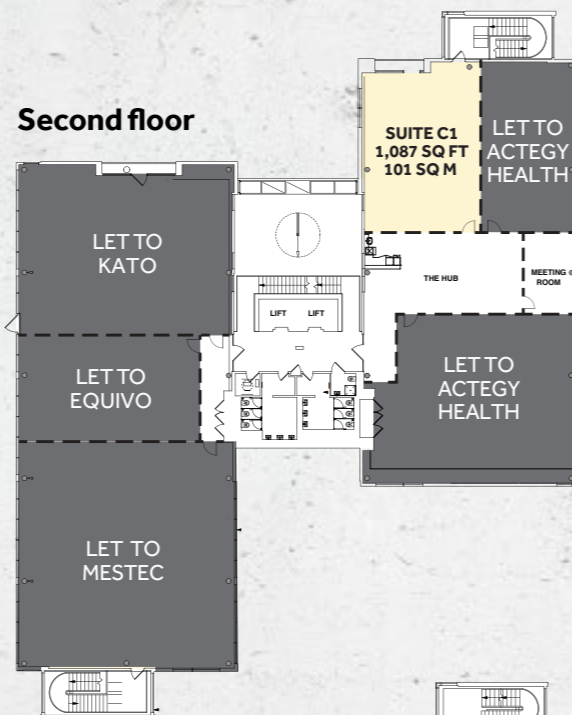 Second floor
SUITE C1
1,087 SQ FT
101 SQ M
LET TO
ACTEGY
HEALTH
LET TO
KATO
THE HUB
MEETING
ROOM
LIFT LIFT
LET TO
EQUIVO
LET TO
ACTEGY
HEALTH
LET TO
MESTEC